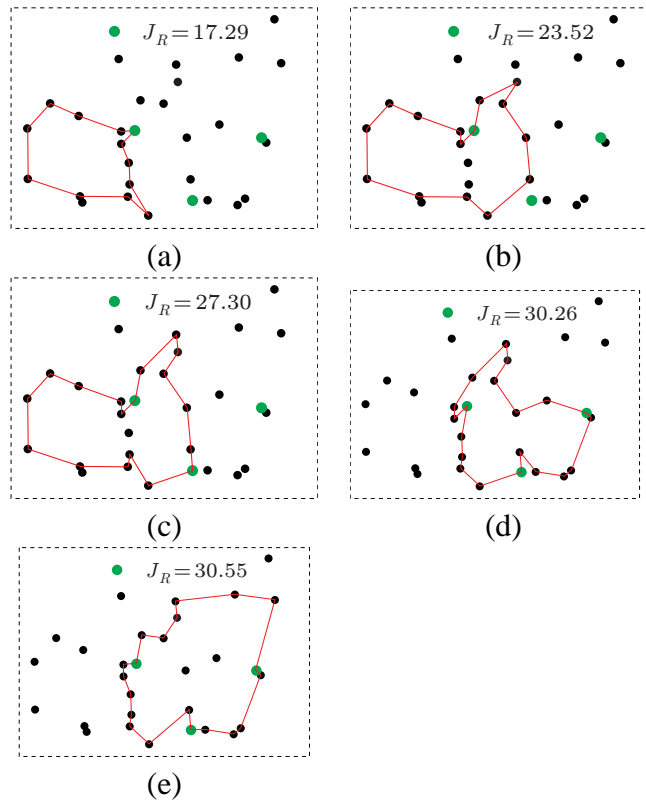 J_R=17.29
J_R=23.52
(a)
(b)
J_R=27.30
J_R=30.26
(c)
(d)
J_R=30.55
(e)